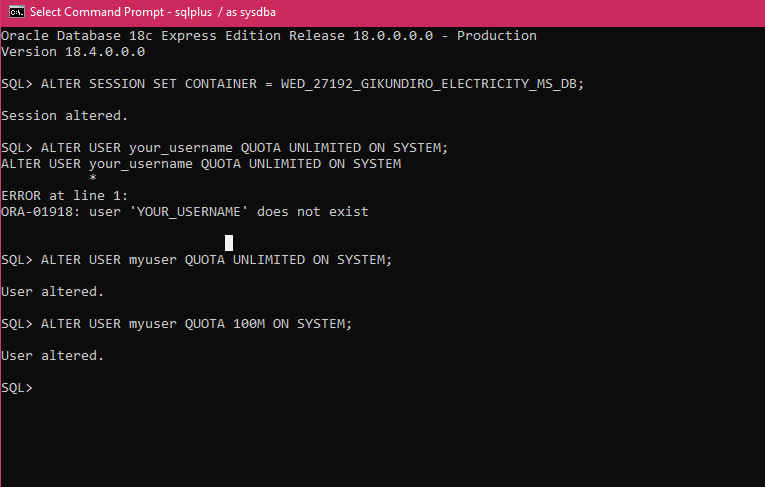 Select Command Prompt - sqlplus / as sysdba
Oracle Database 18c Express Edition Release 18.0.0.0.0 - Production
Version 18.4.0.0.0
SQL> ALTER SESSION SET CONTAINER = WED_27192_GIKUNDIRO_ELECTRICITY_MS_DB;
Session altered.
SQL> ALTER USER your_username QUOTA UNLIMITED ON SYSTEM;
ALTER USER your_username QUOTA UNLIMITED ON SYSTEM
*
ERROR at line 1:
ORA-01918: user 'YOUR_USERNAME' does not exist
SQL> ALTER USER myuser QUOTA UNLIMITED ON SYSTEM;
User altered.
SQL> ALTER USER myuser QUOTA 100M ON SYSTEM;
User altered.
SQL>